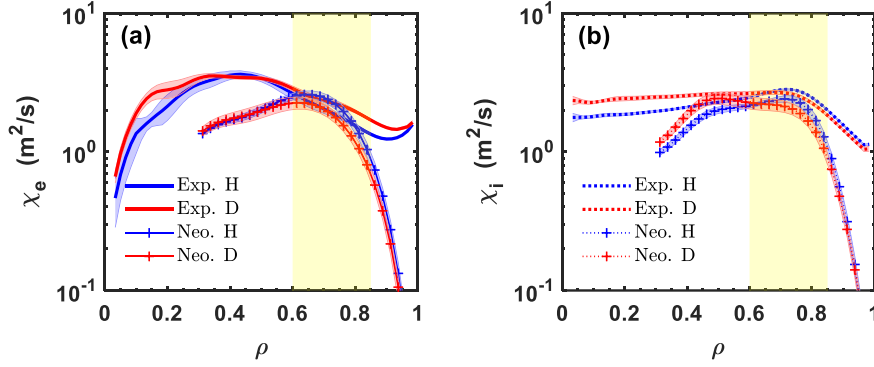 (a)
χe (m²/s)
10¹
10⁰
10⁻¹
Exp. H
Exp. D
Neo. H
Neo. D
0 0.2 0.4 0.6 0.8 1
ρ
(b)
χi (m²/s)
10¹
10⁰
10⁻¹
Exp. H
Exp. D
Neo. H
Neo. D
0 0.2 0.4 0.6 0.8 1
ρ